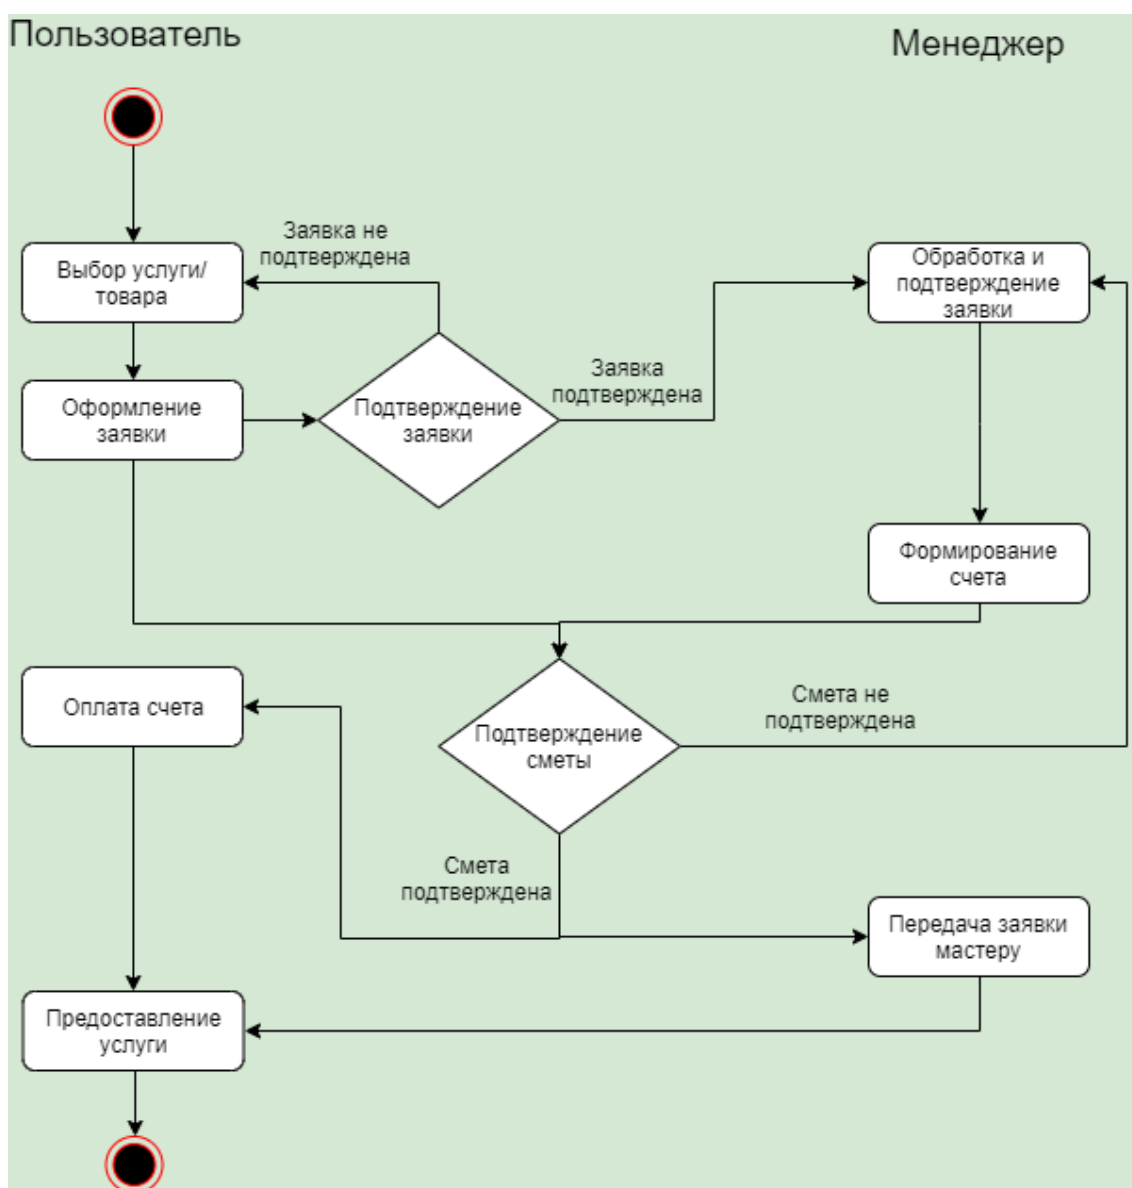 Пользователь
Менеджер
Заявка не
подтверждена
Выбор услуги/
товара
Обработка и
подтверждение
заявки
Заявка
подтверждена
Оформление
заявки
Подтверждение
заявки
Формирование
счета
Оплата счета
Подтверждение
сметы
Смета не
подтверждена
Смета
подтверждена
Передача заявки
мастеру
Предоставление
услуги